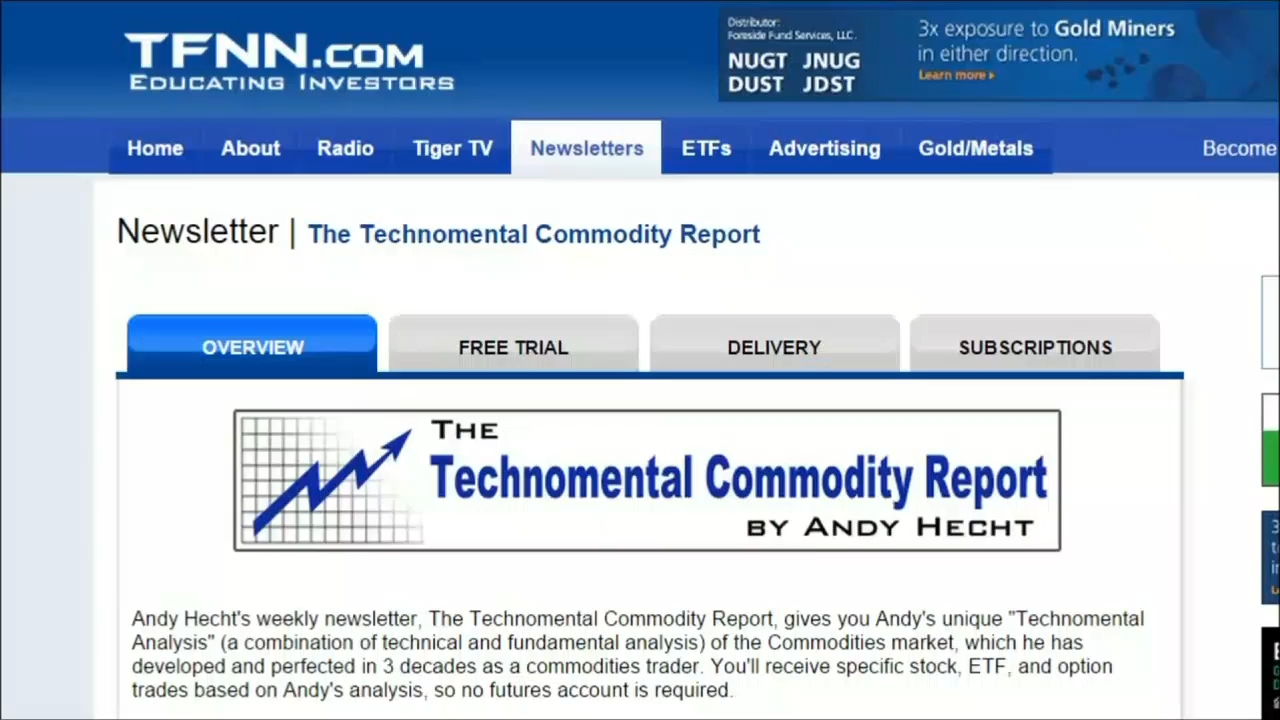 TFNN.COM
EDUCATING INVESTORS
Distributor:
Foreside Fund Services, LLC.
NUGT JNUG
DUST JDST
3x exposure to Gold Miners
in either direction.
Learn more
Home About Radio Tiger TV Newsletters ETFs Advertising Gold/Metals Become
Newsletter | The Technomental Commodity Report
OVERVIEW FREE TRIAL DELIVERY SUBSCRIPTIONS
THE
Technomental Commodity Report
BY ANDY HECHT
Andy Hecht's weekly newsletter, The Technomental Commodity Report, gives you Andy's unique "Technomental
Analysis" (a combination of technical and fundamental analysis) of the Commodities market, which he has
developed and perfected in 3 decades as a commodities trader. You'll receive specific stock, ETF, and option
trades based on Andy's analysis, so no futures account is required.